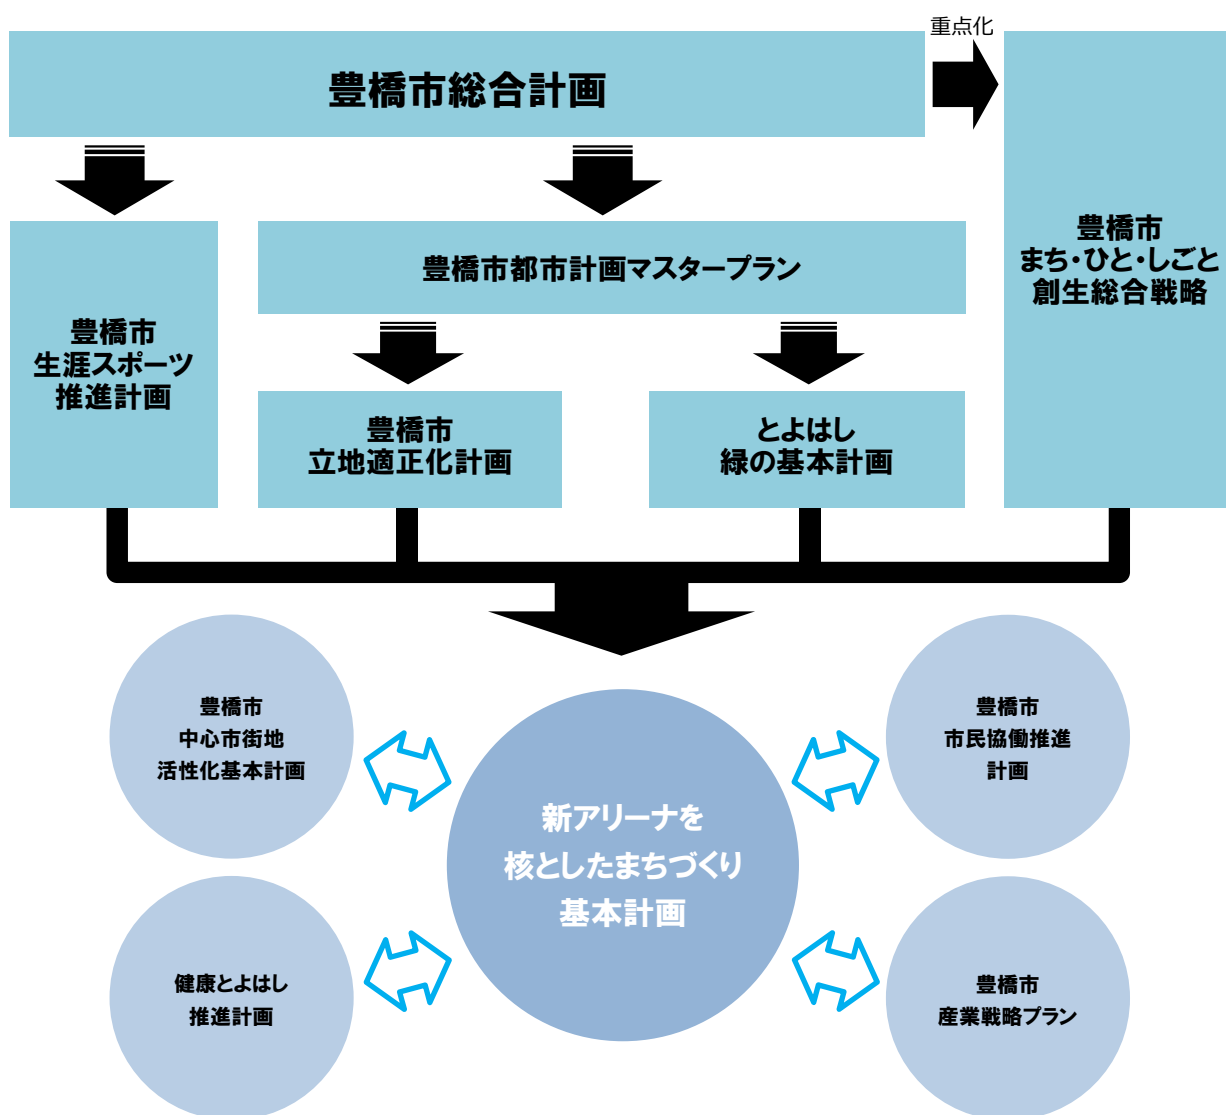 重点化
豊橋市総合計画
豊橋市
まち・ひと・しごと
創生総合戦略
豊橋市都市計画マスタープラン
豊橋市
生涯スポーツ
推進計画
豊橋市
立地適正化計画
とよはし
緑の基本計画
豊橋市
中心市街地
活性化基本計画
豊橋市
市民協働推進
計画
新アリーナを
核としたまちづくり
基本計画
健康とよはし
推進計画
豊橋市
産業戦略プラン